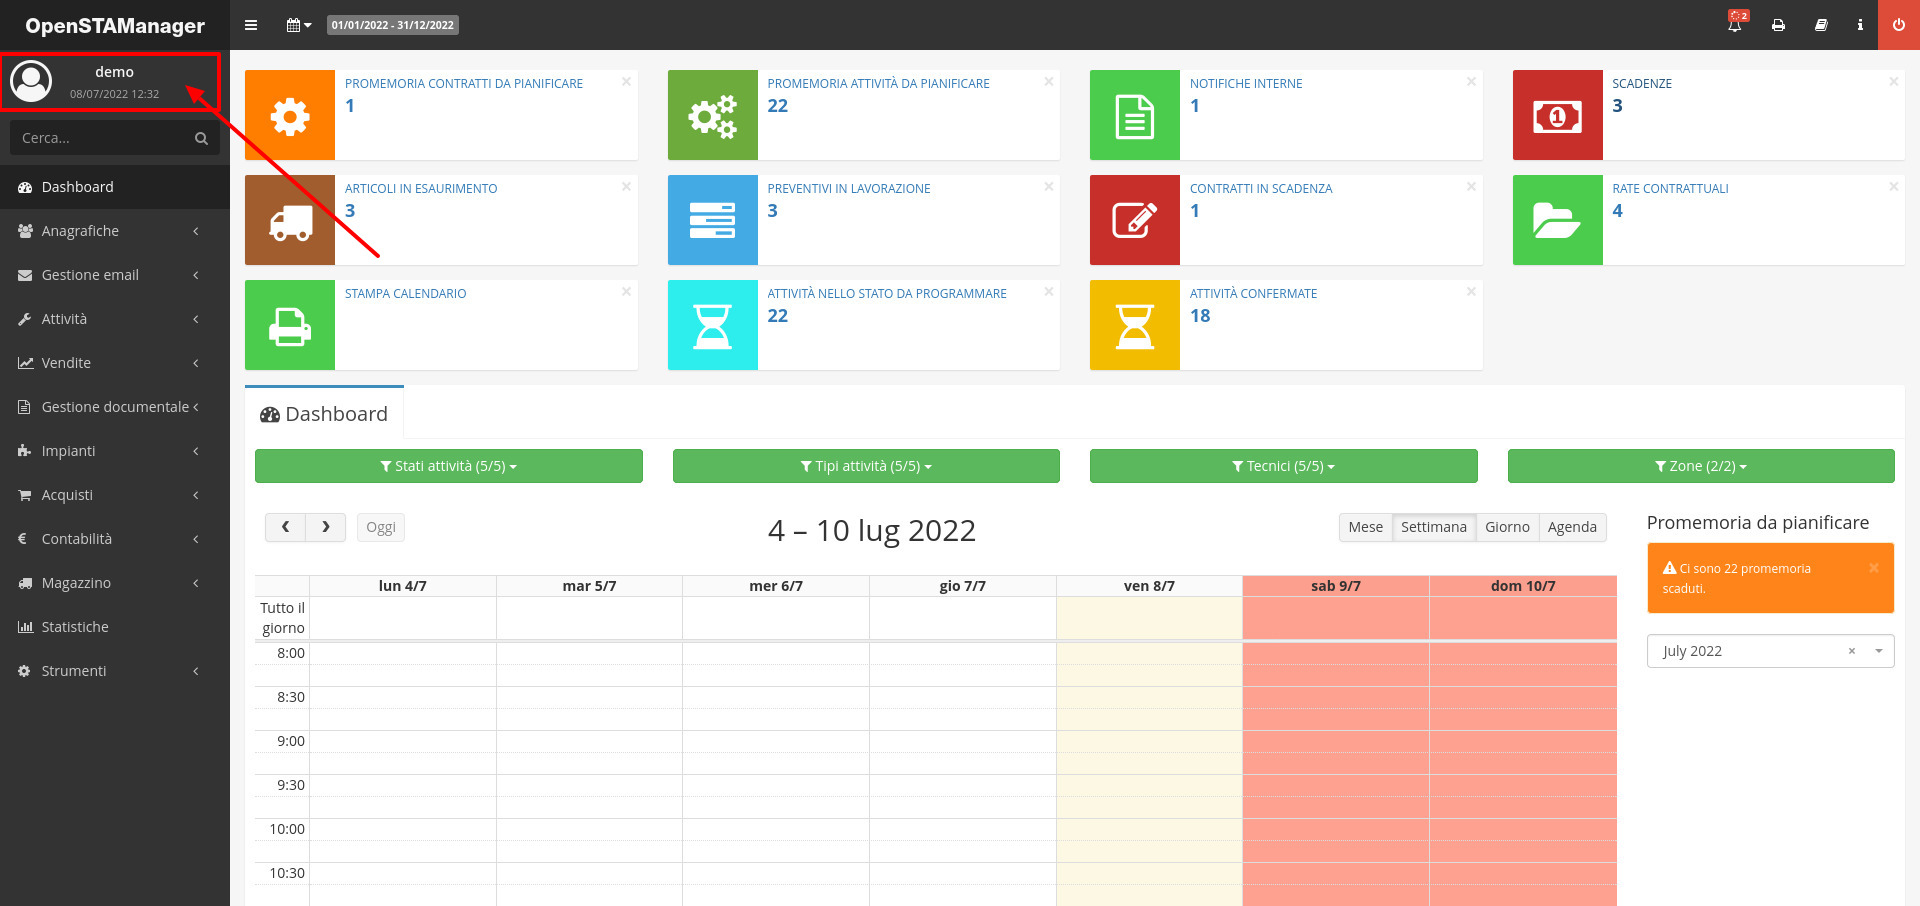 OpenSTAManager
01/01/2022 - 31/12/2022
2
demo
08/07/2022 12:32
Cerca...
Dashboard
Anagrafiche
Gestione email
Attività
Vendite
Gestione documentale
Impianti
Acquisti
Contabilità
Magazzino
Statistiche
Strumenti
PROMEMORIA CONTRATTI DA PIANIFICARE
1
PROMEMORIA ATTIVITÀ DA PIANIFICARE
22
NOTIFICHE INTERNE
1
SCADENZE
3
ARTICOLI IN ESAURIMENTO
3
PREVENTIVI IN LAVORAZIONE
3
CONTRATTI IN SCADENZA
1
RATE CONTRATTUALI
4
STAMPA CALENDARIO
ATTIVITÀ NELLO STATO DA PROGRAMMARE
22
ATTIVITÀ CONFERMATE
18
Dashboard
Stati attività (5/5)
Tipi attività (5/5)
Tecnici (5/5)
Zone (2/2)
Oggi
4 – 10 lug 2022
Mese Settimana Giorno Agenda
lun 4/7 mar 5/7 mer 6/7 gio 7/7 ven 8/7 sab 9/7 dom 10/7
Tutto il
giorno
8:00
8:30
9:00
9:30
10:00
10:30
Promemoria da pianificare
Ci sono 22 promemoria
scaduti.
July 2022